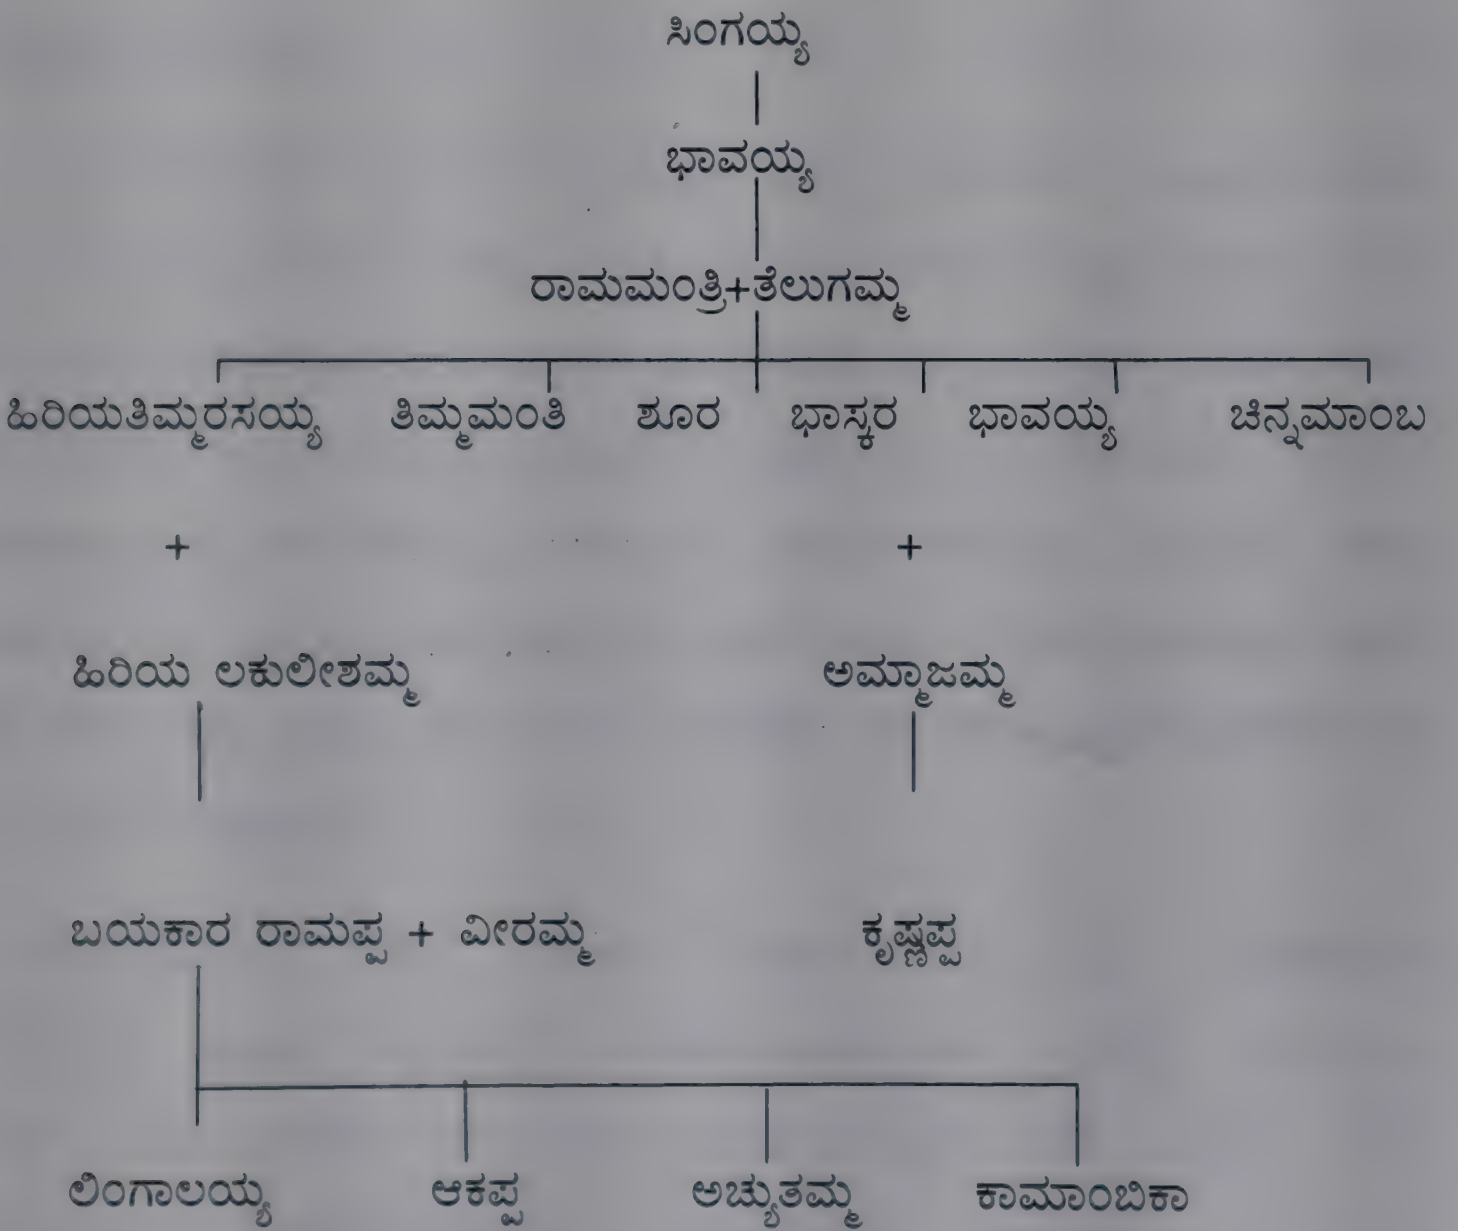 ಸಿಂಗಯ್ಯ
ಭಾವಯ್ಯ
ರಾಮಮಂತ್ರಿ+ತೆಲುಗಮ್ಮ
ಹಿರಿಯತಿಮ್ಮರಸಯ್ಯ ತಿಮ್ಮಮಂತಿ ಶೂರ ಭಾಸ್ಕರ ಭಾವಯ್ಯ ಚಿನ್ನಮಾಂಬ
+ +
ಹಿರಿಯ ಲಕುಲೀಶಮ್ಮ ಅಮ್ಮಾಜಮ್ಮ
ಬಯಕಾರ ರಾಮಪ್ಪ + ವೀರಮ್ಮ ಕೃಷ್ಣಪ್ಪ
ಲಿಂಗಾಲಯ್ಯ ಆಕಪ್ಪ ಅಚ್ಯುತಮ್ಮ ಕಾಮಾಂಬಿಕಾ